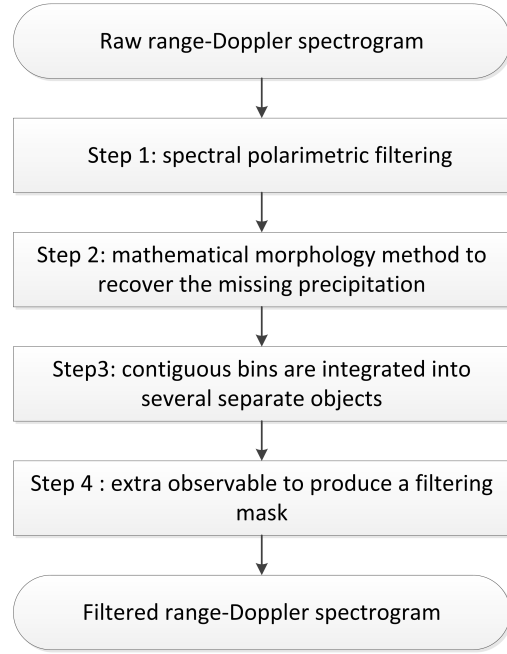 Raw range-Doppler spectrogram
Step 1: spectral polarimetric filtering
Step 2: mathematical morphology method to
recover the missing precipitation
Step3: contiguous bins are integrated into
several separate objects
Step 4 : extra observable to produce a filtering
mask
Filtered range-Doppler spectrogram